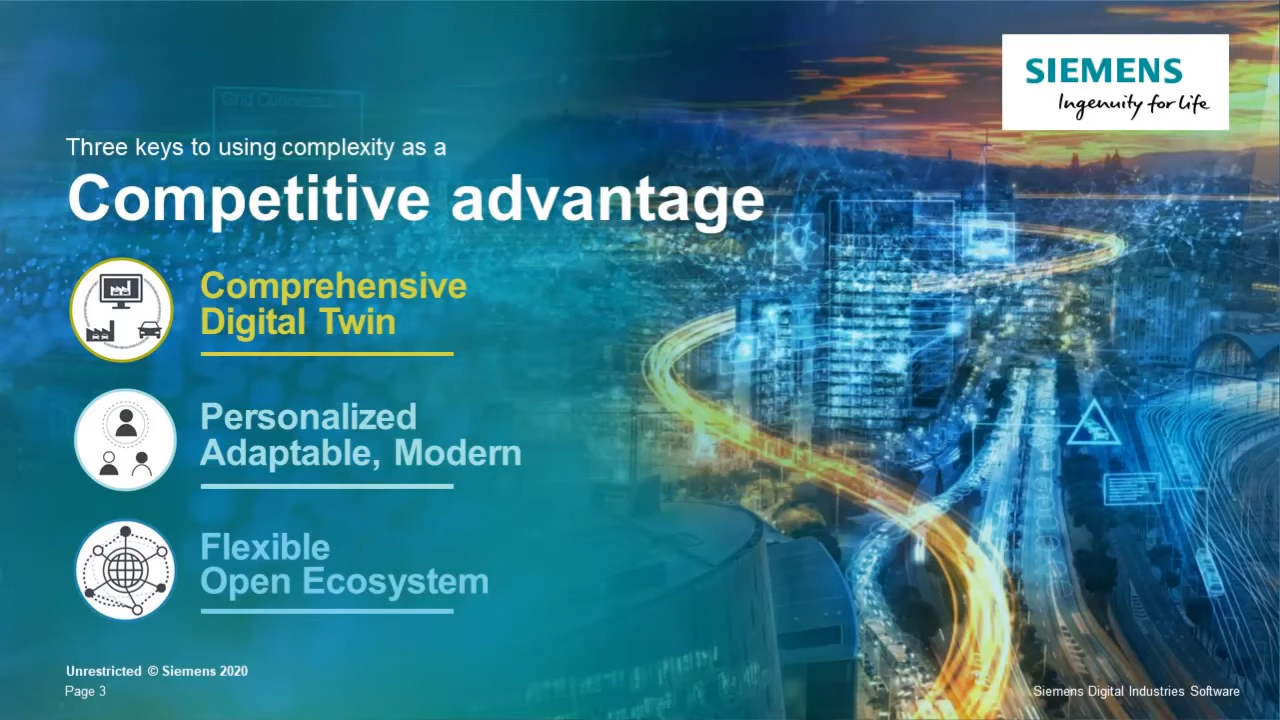 SIEMENS
Ingenuity for life
Three keys to using complexity as a
Competitive advantage
Comprehensive
Digital Twin
Personalized
Adaptable, Modern
Flexible
Open Ecosystem
Unrestricted © Siemens 2020
Page 3
Siemens Digital Industries Software